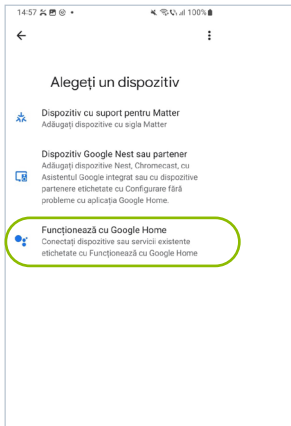 14:57
100%
Alegeți un dispozitiv
Dispozitiv cu suport pentru Matter
Adăugați dispozitive cu sigla Matter
Dispozitiv Google Nest sau partener
Adăugați dispozitive Nest, Chromecast, cu
Asistentul Google integrat sau cu dispozitive
partenere etichetate cu Configurare fără
probleme cu aplicația Google Home.
Funcționează cu Google Home
Conectați dispozitive sau servicii existente
etichetate cu Funcționează cu Google Home